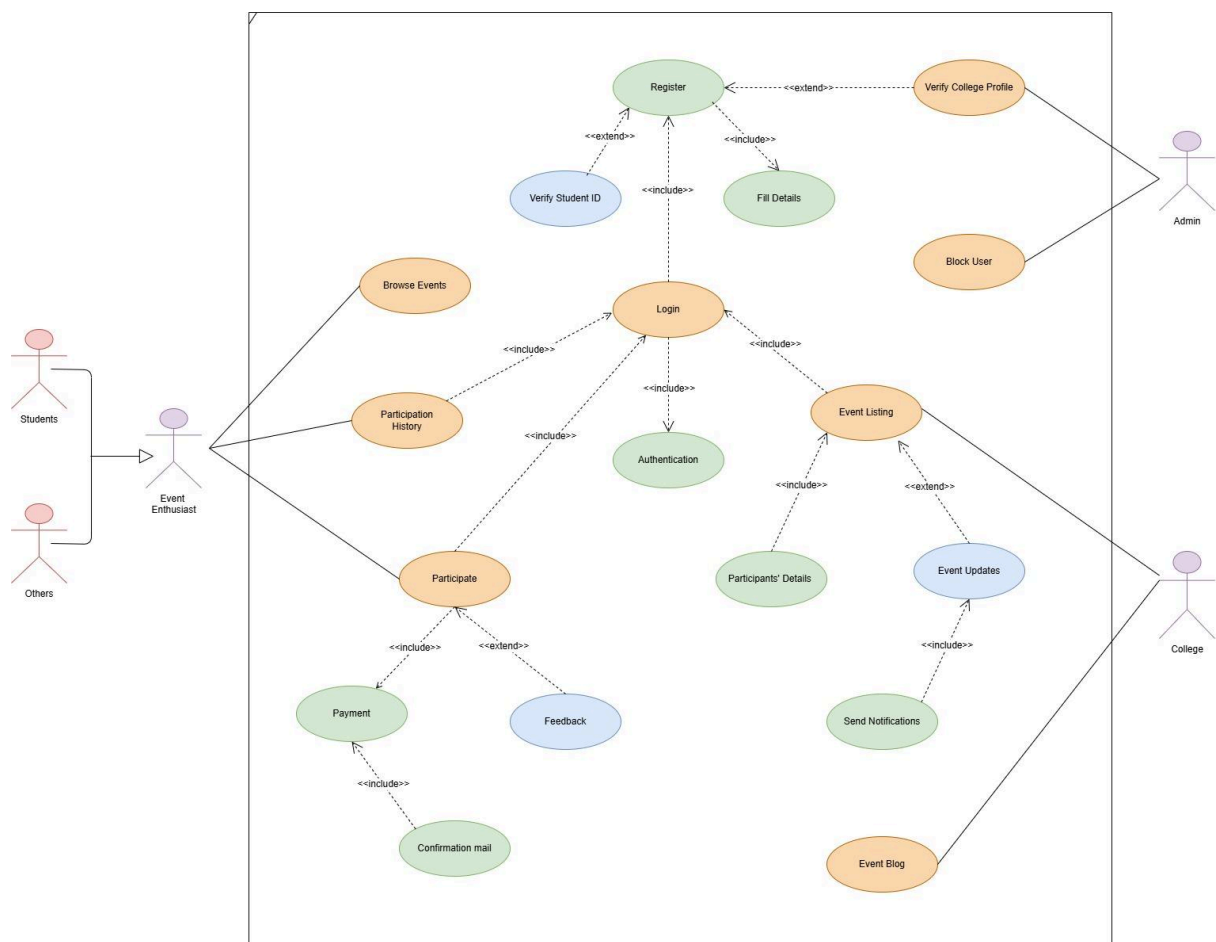 Register
<<extend>>
Verify College Profile
<<extend>>
<<include>>
Verify Student ID
<<include>>
Fill Details
Admin
Browse Events
Block User
Login
Students
<<include>>
<<include>>
Participation
History
<<include>>
Event Listing
<<include>>
Authentication
Event
Enthusiast
<<include>>
<<extend>>
Others
Participate
Participants' Details
Event Updates
College
<<include>>
<<extend>>
<<include>>
Payment
Feedback
Send Notifications
<<include>>
Confirmation mail
Event Blog